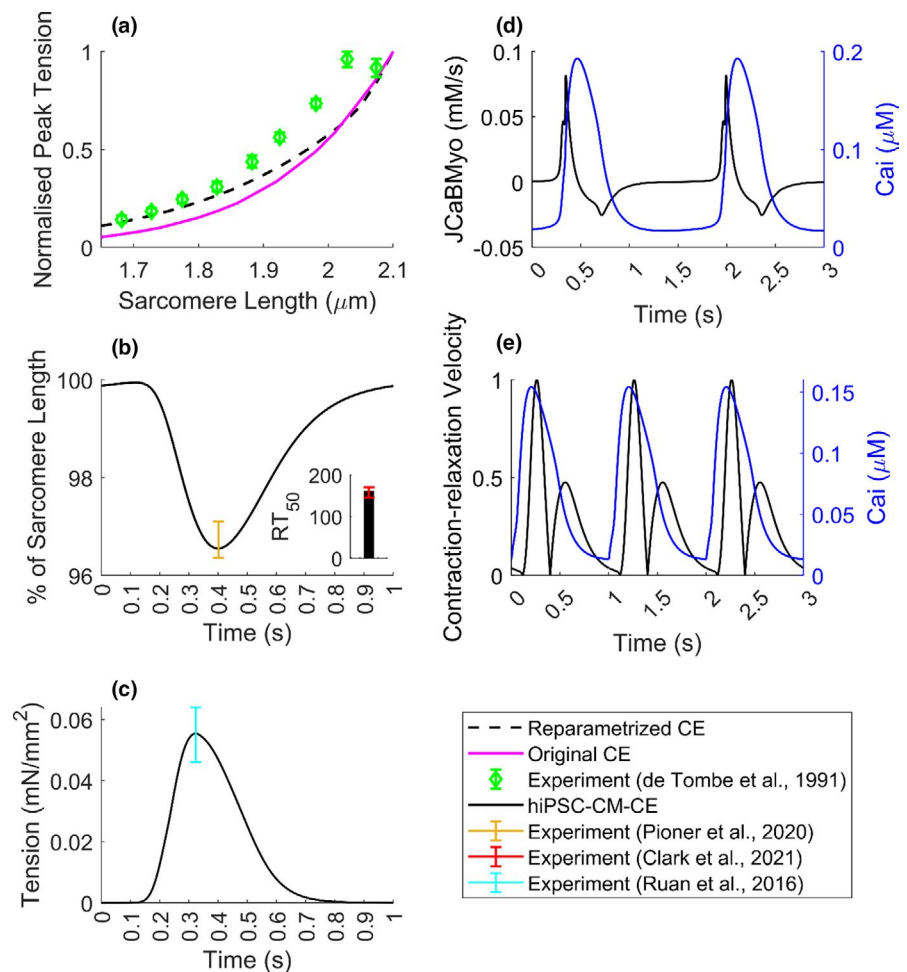 (a)
Normalised Peak Tension
1
0.5
0
1.7 1.8 1.9 2 2.1
Sarcomere Length (μm)
(b)
% of Sarcomere Length
100
98
96
0 0.1 0.2 0.3 0.4 0.5 0.6 0.7 0.8 0.9 1
Time (s)
RT50
200
100
0
(c)
Tension (mN/mm2)
0.06
0.04
0.02
0
0 0.1 0.2 0.3 0.4 0.5 0.6 0.7 0.8 0.9 1
Time (s)
(d)
JCaBMyo (mM/s)
0.1
0.05
0
-0.05
0 0.5 1 1.5 2 2.5 3
Time (s)
Cai (μM)
0.2
0.1
0
(e)
Contraction-relaxation Velocity
1
0.5
0
0 0.5 1 1.5 2 2.5 3
Time (s)
Cai (μM)
0.15
0.1
0.05
0
Reparametrized CE
Original CE
Experiment (de Tombe et al., 1991)
hiPSC-CM-CE
Experiment (Pioner et al., 2020)
Experiment (Clark et al., 2021)
Experiment (Ruan et al., 2016)